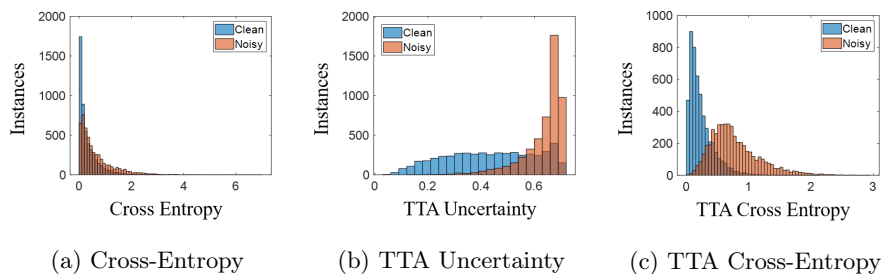 2000
1500
1000
500
0
Instances
0 2 4 6
Cross Entropy
Clean
Noisy
(a) Cross-Entropy
2000
1500
1000
500
0
Instances
0 0.2 0.4 0.6
TTA Uncertainty
Clean
Noisy
(b) TTA Uncertainty
1000
800
600
400
200
0
Instances
0 1 2 3
TTA Cross Entropy
Clean
Noisy
(c) TTA Cross-Entropy